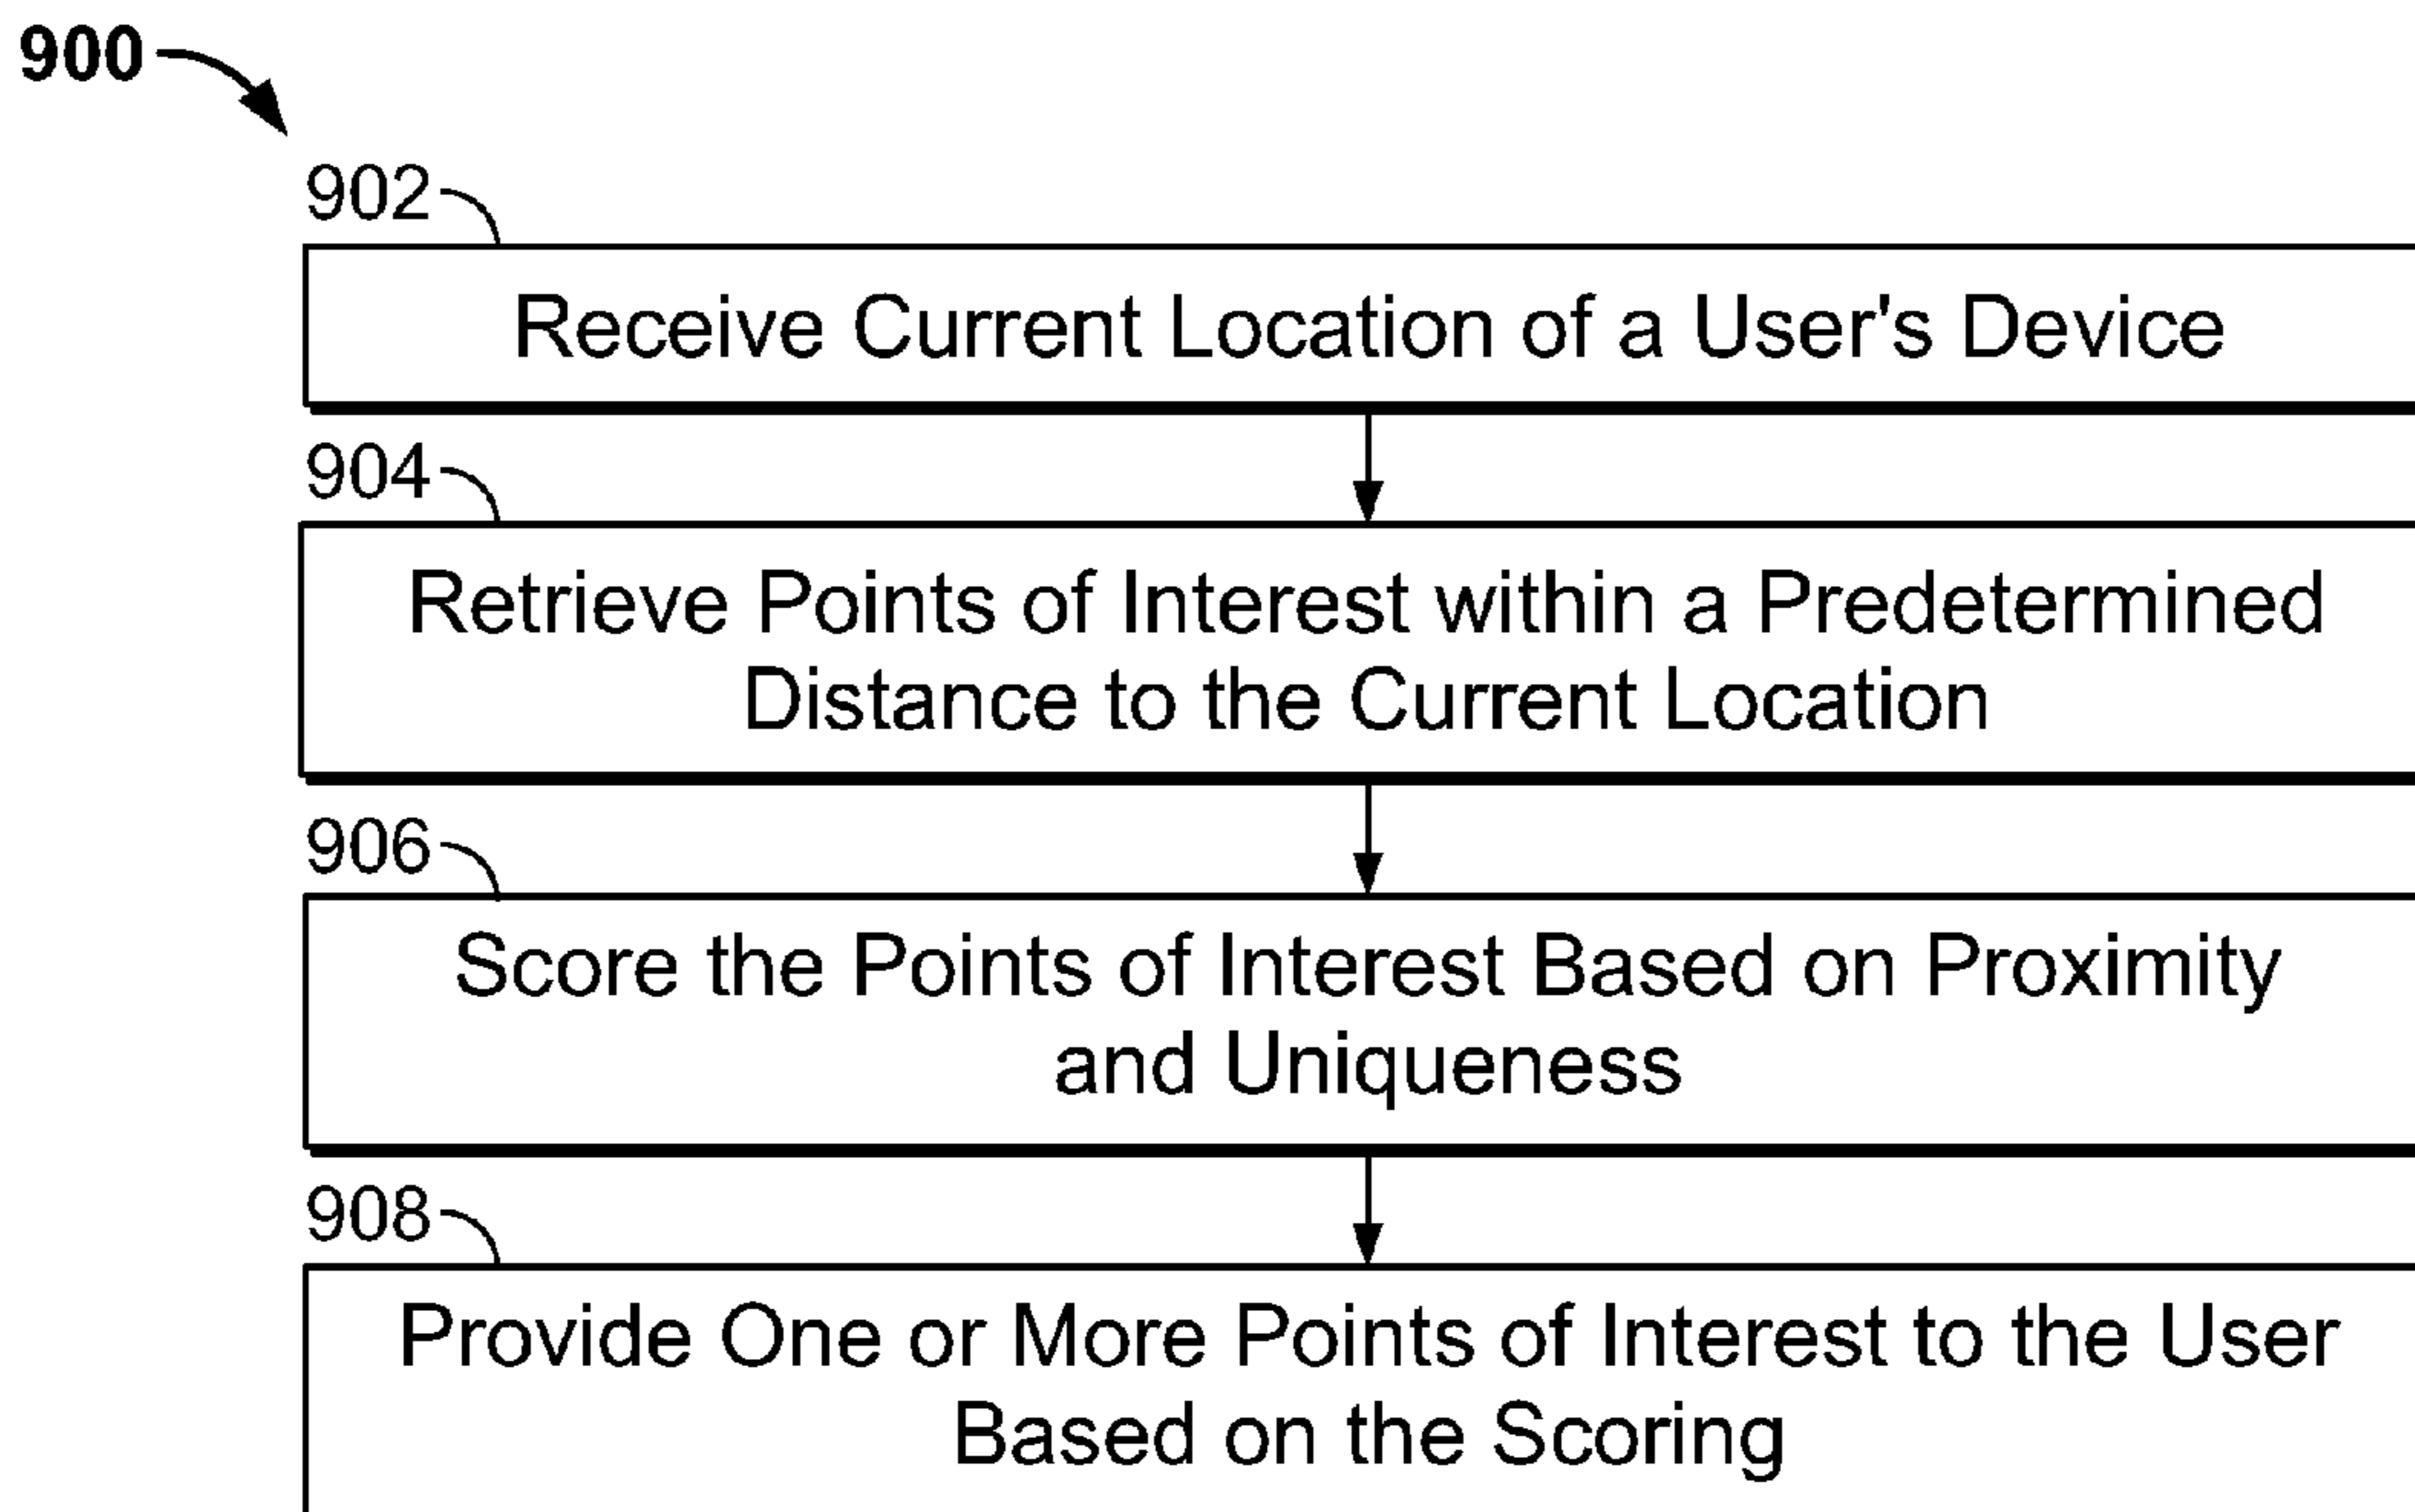 900
902
Receive Current Location of a User's Device
904
Retrieve Points of Interest within a Predetermined
Distance to the Current Location
906
Score the Points of Interest Based on Proximity
and Uniqueness
908
Provide One or More Points of Interest to the User
Based on the Scoring